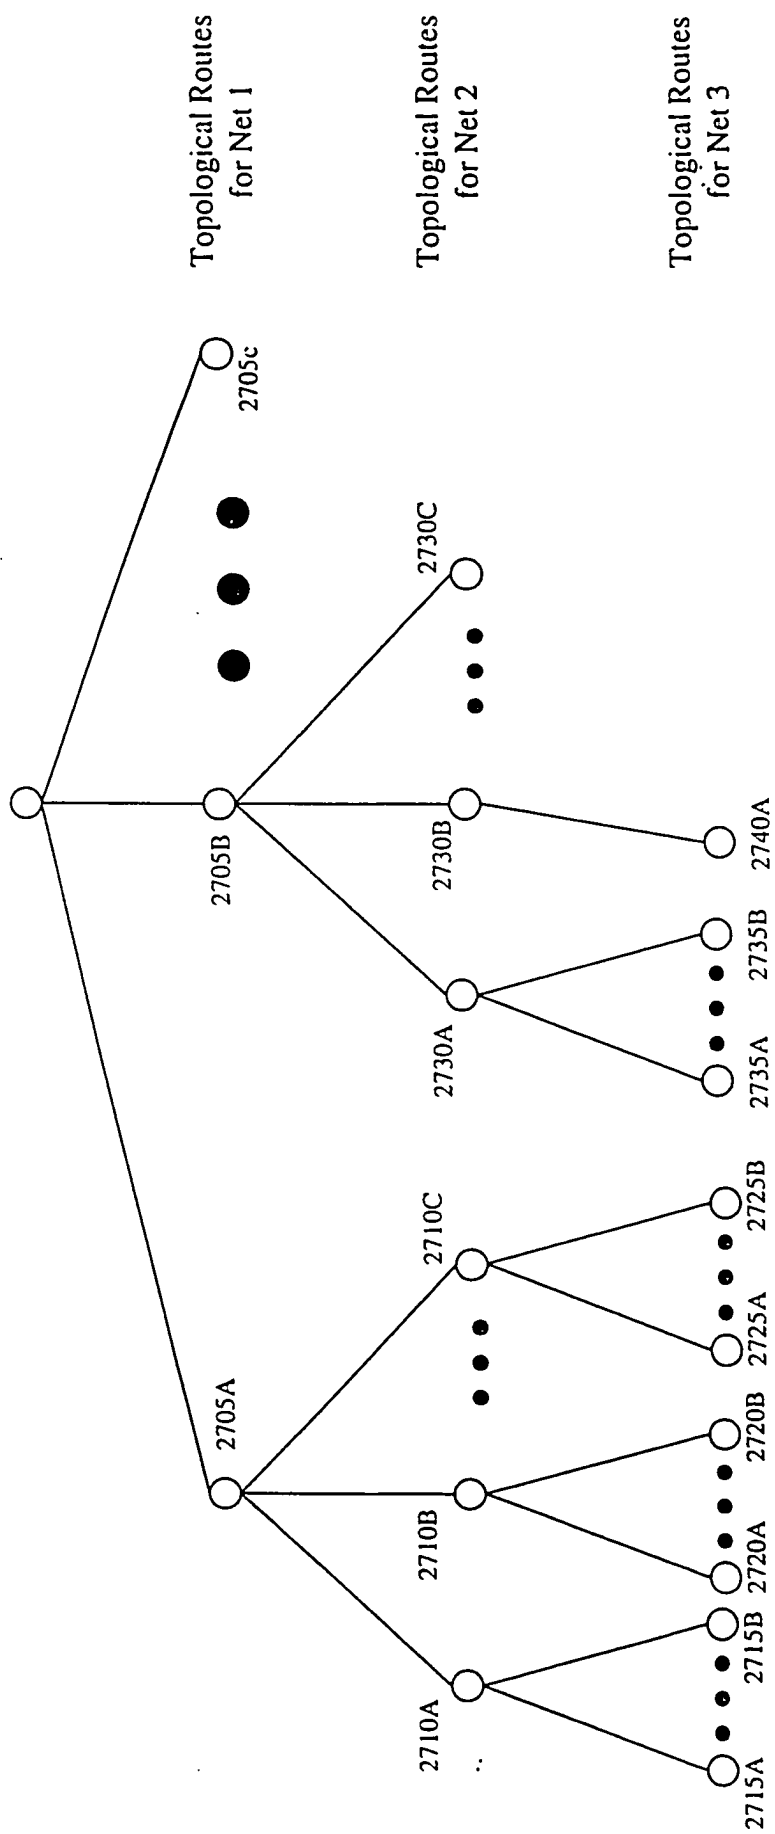 Topological Routes
for Net 1
2705A
2705B
2705c
Topological Routes
for Net 2
2710A
2710B
2710C
2730A
2730B
2730C
Topological Routes
for Net 3
2715A
2715B
2720A
2720B
2725A
2725B
2735A
2735B
2740A